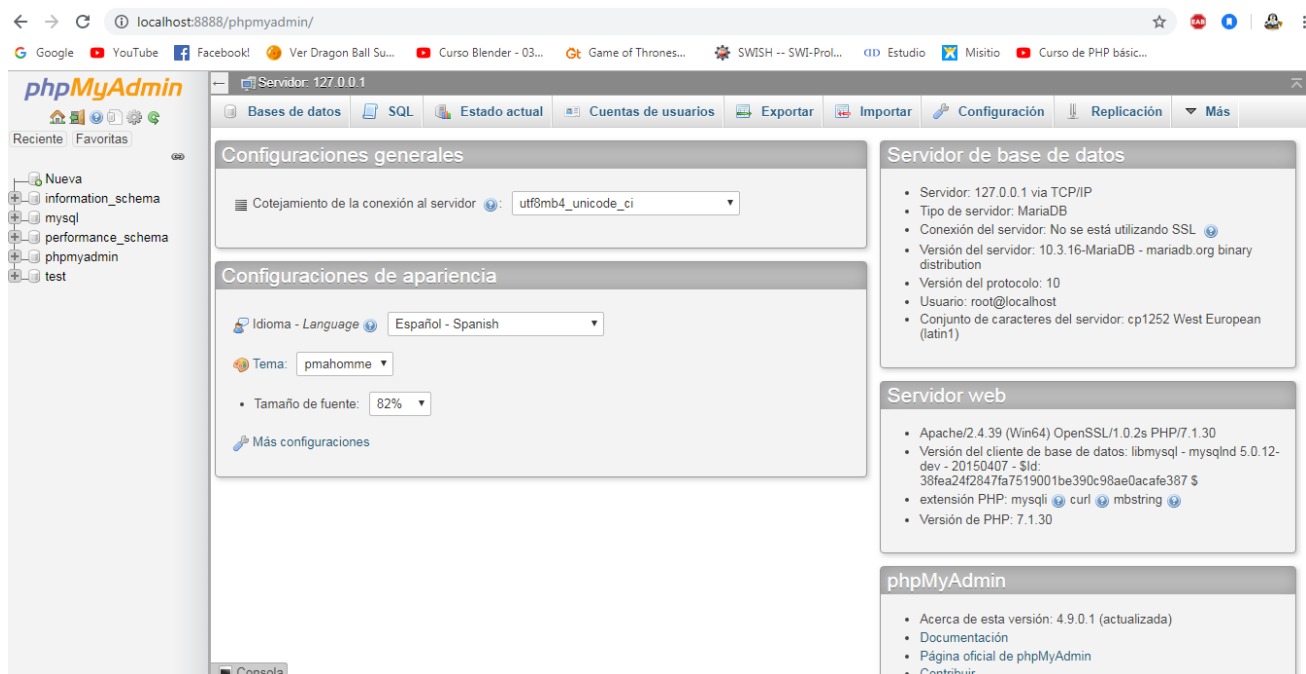 localhost:8888/phpmyadmin/
Google YouTube Facebook! Ver Dragon Ball Su... Curso Blender - 03... Game of Thrones... SWISH -- SWI-Prol... Estudio Misitio Curso de PHP básic...
phpMyAdmin
Reciente Favoritas
Nueva
information_schema
mysql
performance_schema
phpmyadmin
test
Servidor: 127.0.0.1
Bases de datos SQL Estado actual Cuentas de usuarios Exportar Importar Configuración Replicación Más
Configuraciones generales
Cotejamiento de la conexión al servidor : utf8mb4_unicode_ci
Configuraciones de apariencia
Idioma - Language Español - Spanish
Tema: pmahomme
• Tamaño de fuente: 82%
Más configuraciones
Consola
Servidor de base de datos
• Servidor: 127.0.0.1 via TCP/IP
• Tipo de servidor: MariaDB
• Conexión del servidor: No se está utilizando SSL
• Versión del servidor: 10.3.16-MariaDB - mariadb.org binary
distribution
• Versión del protocolo: 10
• Usuario: root@localhost
• Conjunto de caracteres del servidor: cp1252 West European
(latin1)
Servidor web
• Apache/2.4.39 (Win64) OpenSSL/1.0.2s PHP/7.1.30
• Versión del cliente de base de datos: libmysql - mysqlnd 5.0.12-
dev - 20150407 - $Id:
38fea24f2847fa7519001be390c98ae0acafe387 $
• extensión PHP: mysqli curl mbstring
• Versión de PHP: 7.1.30
phpMyAdmin
• Acerca de esta versión: 4.9.0.1 (actualizada)
• Documentación
• Página oficial de phpMyAdmin
• Contribuir